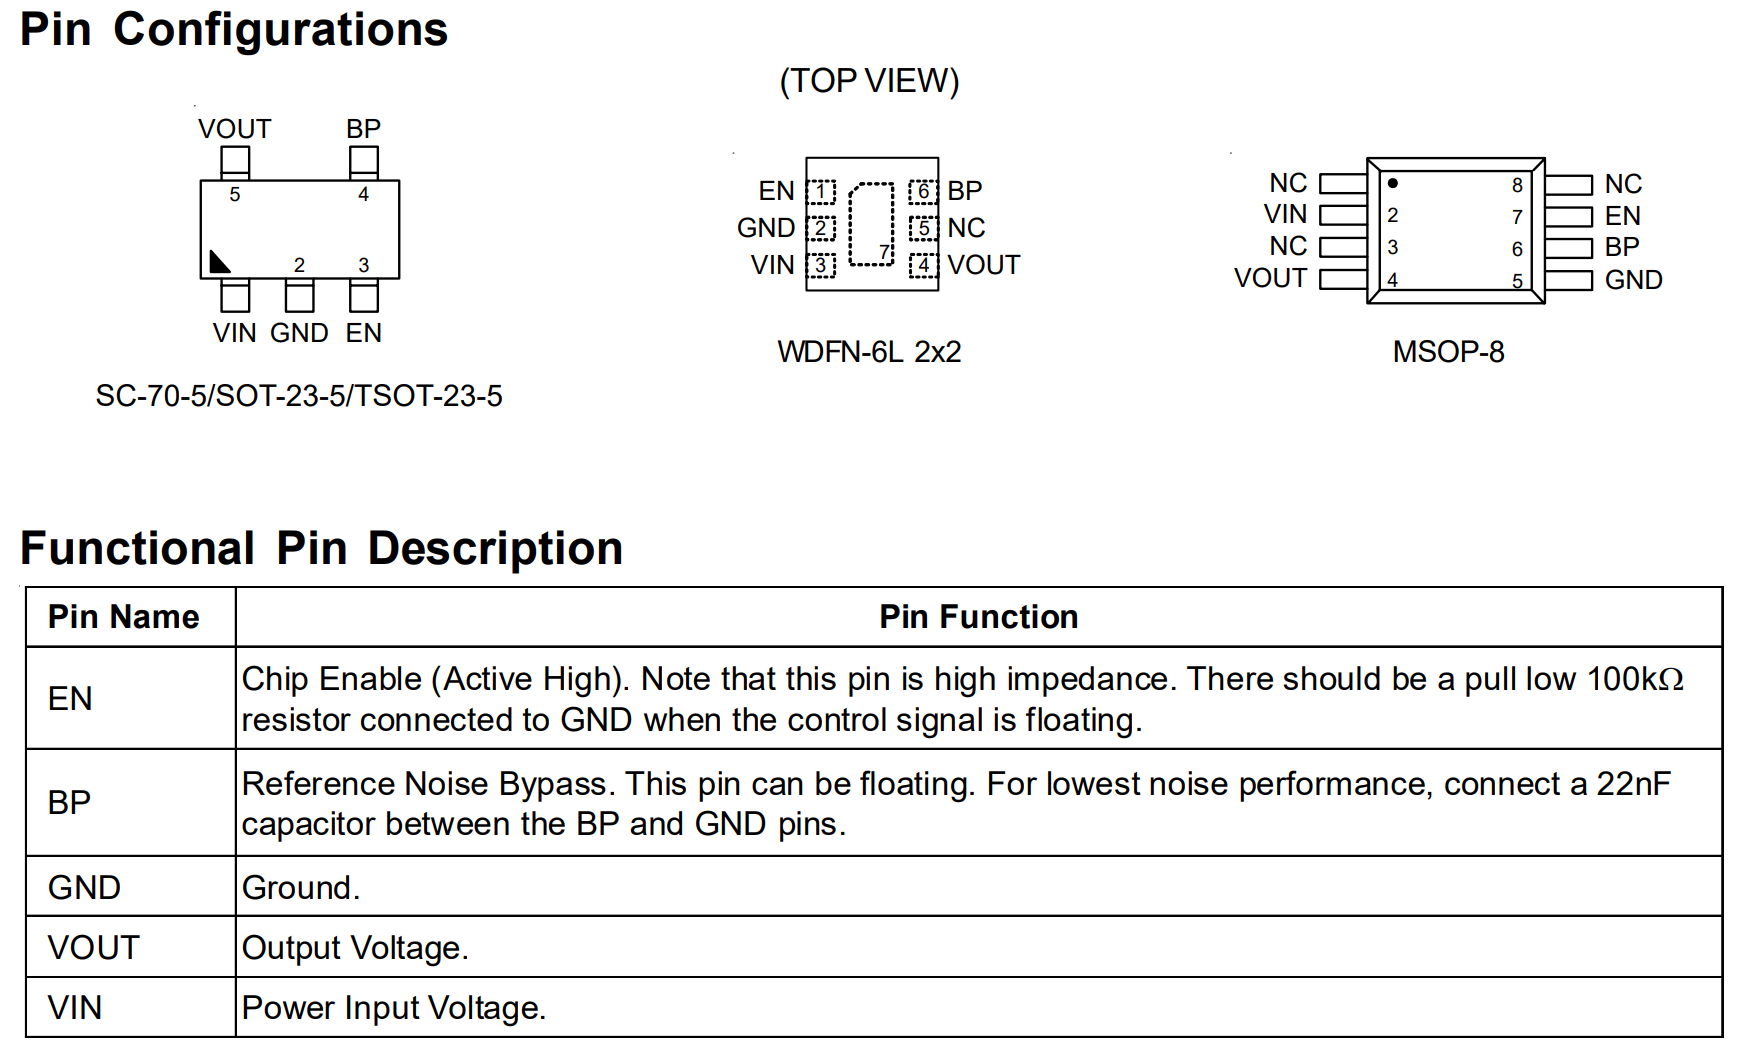 Pin Configurations
(TOP VIEW)
VOUT BP
5 4
2 3
VIN GND EN
SC-70-5/SOT-23-5/TSOT-23-5
EN 1 6 BP
GND 2 5 NC
7
VIN 3 4 VOUT
WDFN-6L 2x2
NC 8 NC
VIN 2 7 EN
NC 3 6 BP
VOUT 4 5 GND
MSOP-8
Functional Pin Description
Pin Name Pin Function
EN Chip Enable (Active High). Note that this pin is high impedance. There should be a pull low 100kΩ
resistor connected to GND when the control signal is floating.
BP Reference Noise Bypass. This pin can be floating. For lowest noise performance, connect a 22nF
capacitor between the BP and GND pins.
GND Ground.
VOUT Output Voltage.
VIN Power Input Voltage.